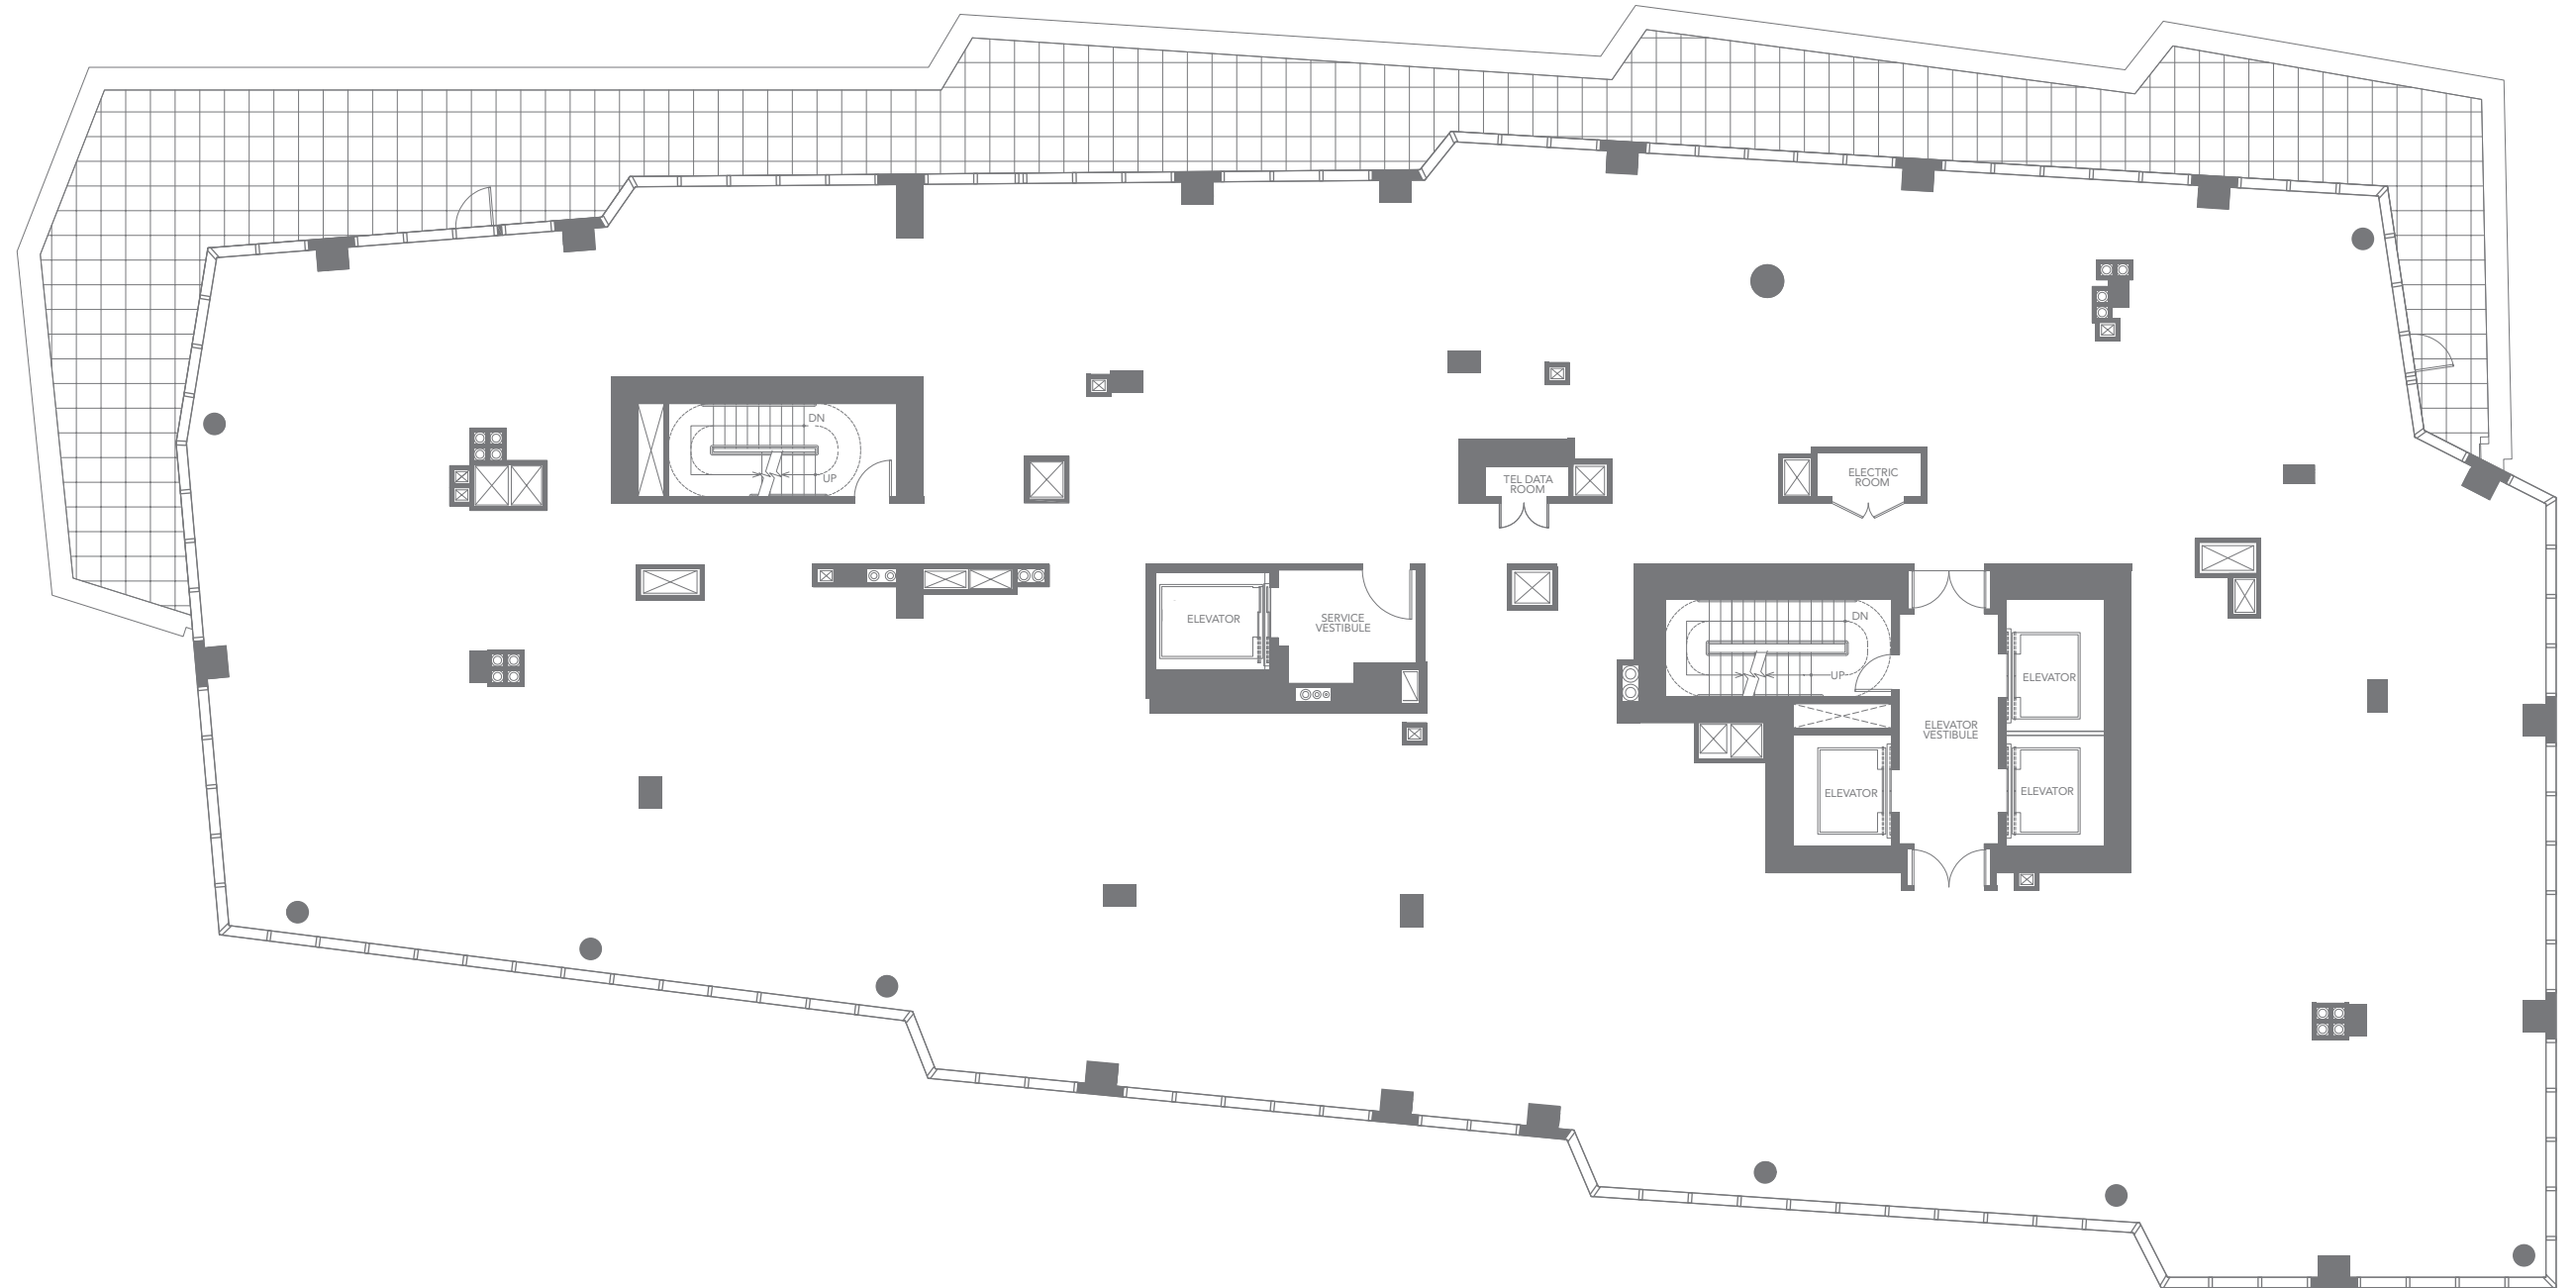 DN
UP
TEL DATA
ROOM
ELECTRIC
ROOM
ELEVATOR
SERVICE
VESTIBULE
DN
UP
ELEVATOR
ELEVATOR
VESTIBULE
ELEVATOR
ELEVATOR